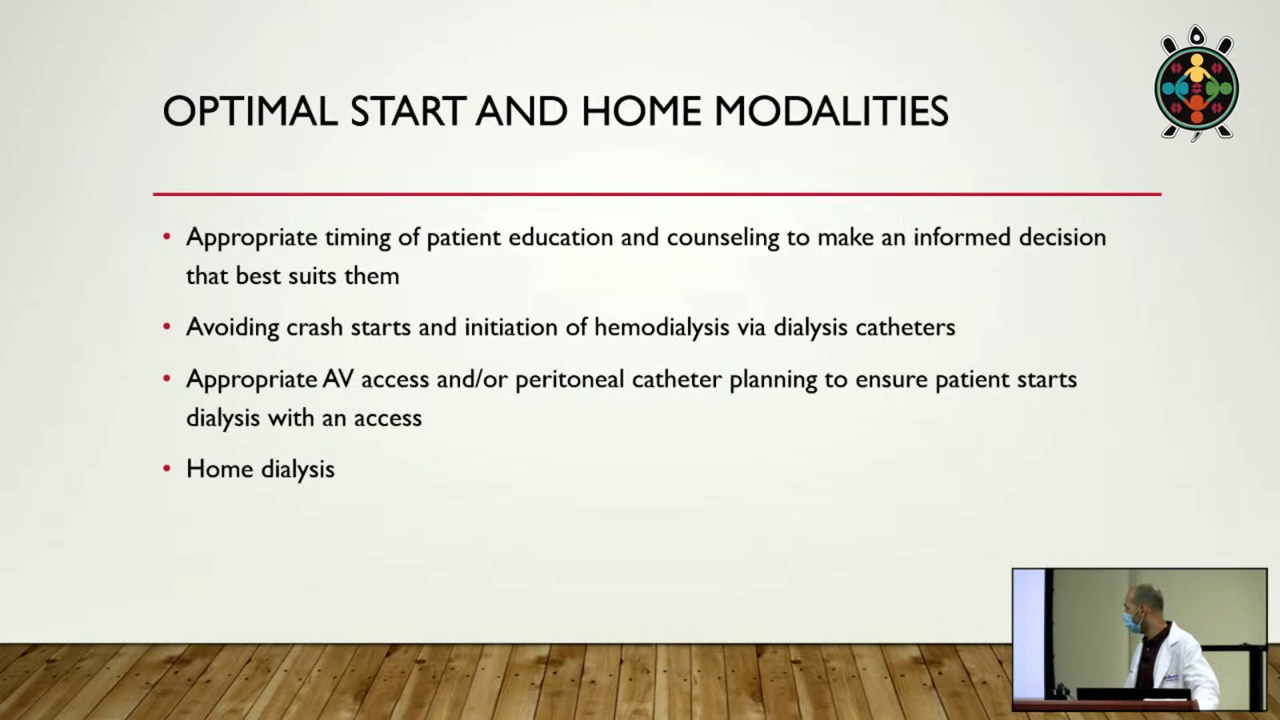 OPTIMAL START AND HOME MODALITIES
• Appropriate timing of patient education and counseling to make an informed decision
that best suits them
• Avoiding crash starts and initiation of hemodialysis via dialysis catheters
• Appropriate AV access and/or peritoneal catheter planning to ensure patient starts
dialysis with an access
• Home dialysis